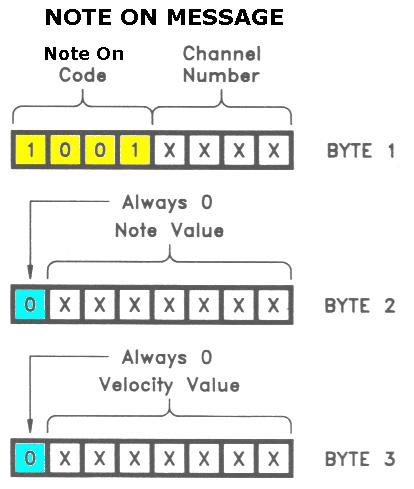 NOTE ON MESSAGE
Note On Code
Channel Number
1 0 0 1 X X X X BYTE 1
Always 0
Note Value
0 X X X X X X X BYTE 2
Always 0
Velocity Value
0 X X X X X X X BYTE 3